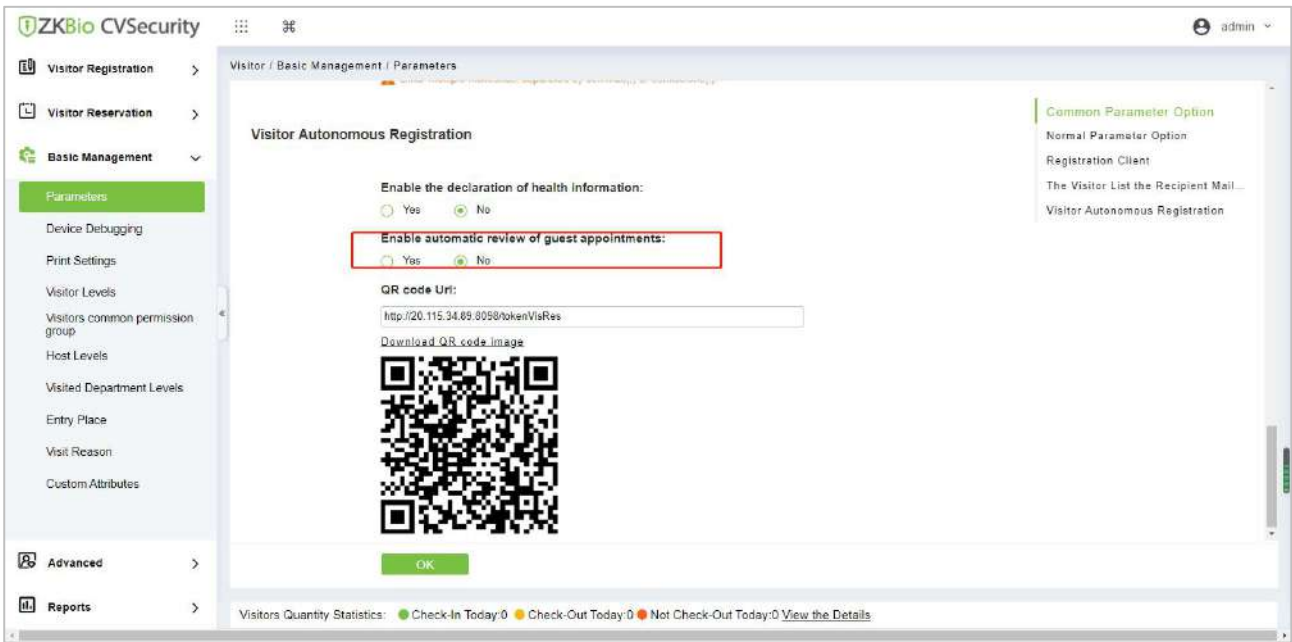 ZKBio CVSecurity
admin
Visitor Registration
Visitor Reservation
Basic Management
Parameters
Device Debugging
Print Settings
Visitor Levels
Visitors common permission
group
Host Levels
Visited Department Levels
Entry Place
Visit Reason
Custom Attributes
Advanced
Reports
Visitor / Basic Management / Parameters
Visitor Autonomous Registration
Enable the declaration of health information:
Yes No
Enable automatic review of guest appointments:
Yes No
QR code Url:
http://20.115.34.69:8098/tokenVisRes
Download QR code image
OK
Common Parameter Option
Normal Parameter Option
Registration Client
The Visitor List the Recipient Mail...
Visitor Autonomous Registration
Visitors Quantity Statistics: Check-In Today:0 Check-Out Today:0 Not Check-Out Today:0 View the Details